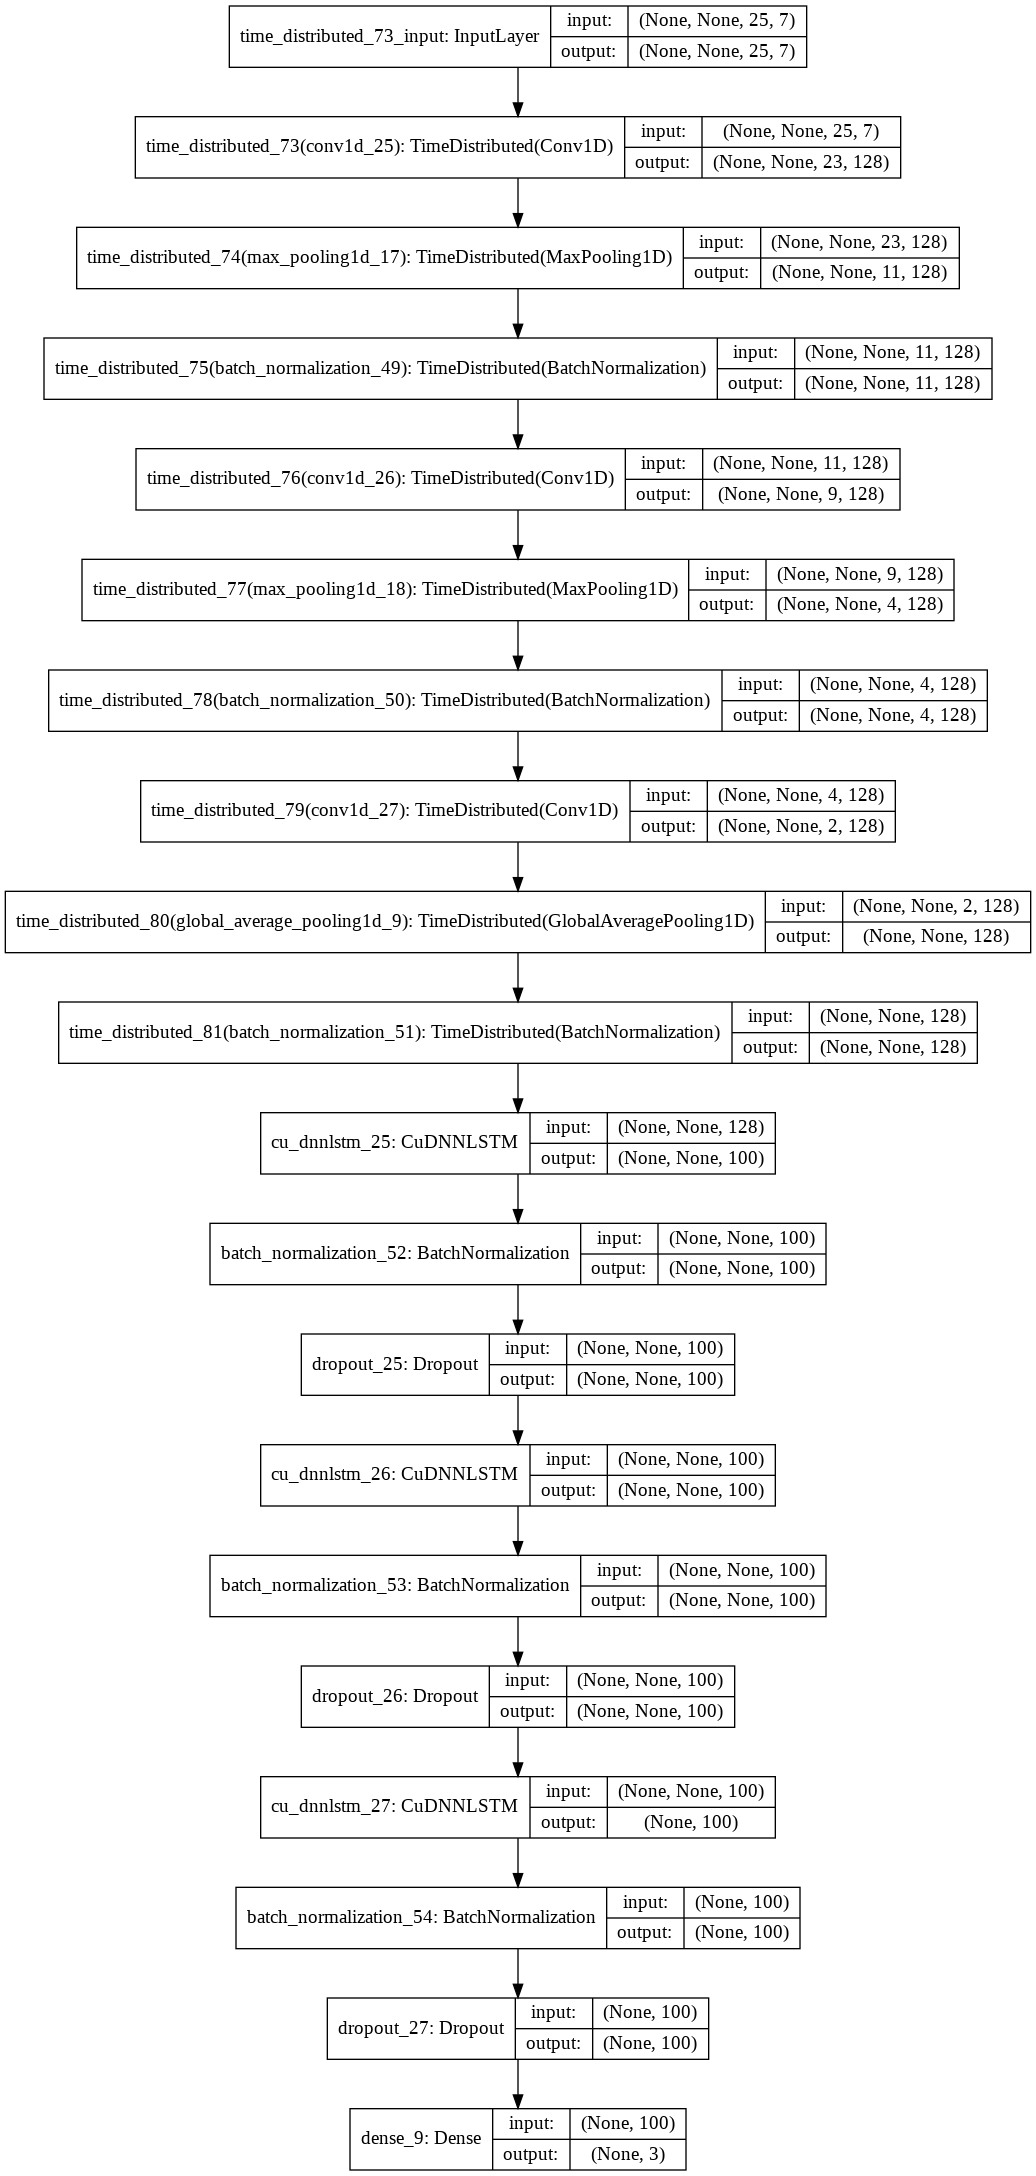 time_distributed_73_input: InputLayer
input: (None, None, 25, 7)
output: (None, None, 25, 7)
time_distributed_73(conv1d_25): TimeDistributed(Conv1D)
input: (None, None, 25, 7)
output: (None, None, 23, 128)
time_distributed_74(max_pooling1d_17): TimeDistributed(MaxPooling1D)
input: (None, None, 23, 128)
output: (None, None, 11, 128)
time_distributed_75(batch_normalization_49): TimeDistributed(BatchNormalization)
input: (None, None, 11, 128)
output: (None, None, 11, 128)
time_distributed_76(conv1d_26): TimeDistributed(Conv1D)
input: (None, None, 11, 128)
output: (None, None, 9, 128)
time_distributed_77(max_pooling1d_18): TimeDistributed(MaxPooling1D)
input: (None, None, 9, 128)
output: (None, None, 4, 128)
time_distributed_78(batch_normalization_50): TimeDistributed(BatchNormalization)
input: (None, None, 4, 128)
output: (None, None, 4, 128)
time_distributed_79(conv1d_27): TimeDistributed(Conv1D)
input: (None, None, 4, 128)
output: (None, None, 2, 128)
time_distributed_80(global_average_pooling1d_9): TimeDistributed(GlobalAveragePooling1D)
input: (None, None, 2, 128)
output: (None, None, 128)
time_distributed_81(batch_normalization_51): TimeDistributed(BatchNormalization)
input: (None, None, 128)
output: (None, None, 128)
cu_dnnlstm_25: CuDNNLSTM
input: (None, None, 128)
output: (None, None, 100)
batch_normalization_52: BatchNormalization
input: (None, None, 100)
output: (None, None, 100)
dropout_25: Dropout
input: (None, None, 100)
output: (None, None, 100)
cu_dnnlstm_26: CuDNNLSTM
input: (None, None, 100)
output: (None, None, 100)
batch_normalization_53: BatchNormalization
input: (None, None, 100)
output: (None, None, 100)
dropout_26: Dropout
input: (None, None, 100)
output: (None, None, 100)
cu_dnnlstm_27: CuDNNLSTM
input: (None, None, 100)
output: (None, 100)
batch_normalization_54: BatchNormalization
input: (None, 100)
output: (None, 100)
dropout_27: Dropout
input: (None, 100)
output: (None, 100)
dense_9: Dense
input: (None, 100)
output: (None, 3)